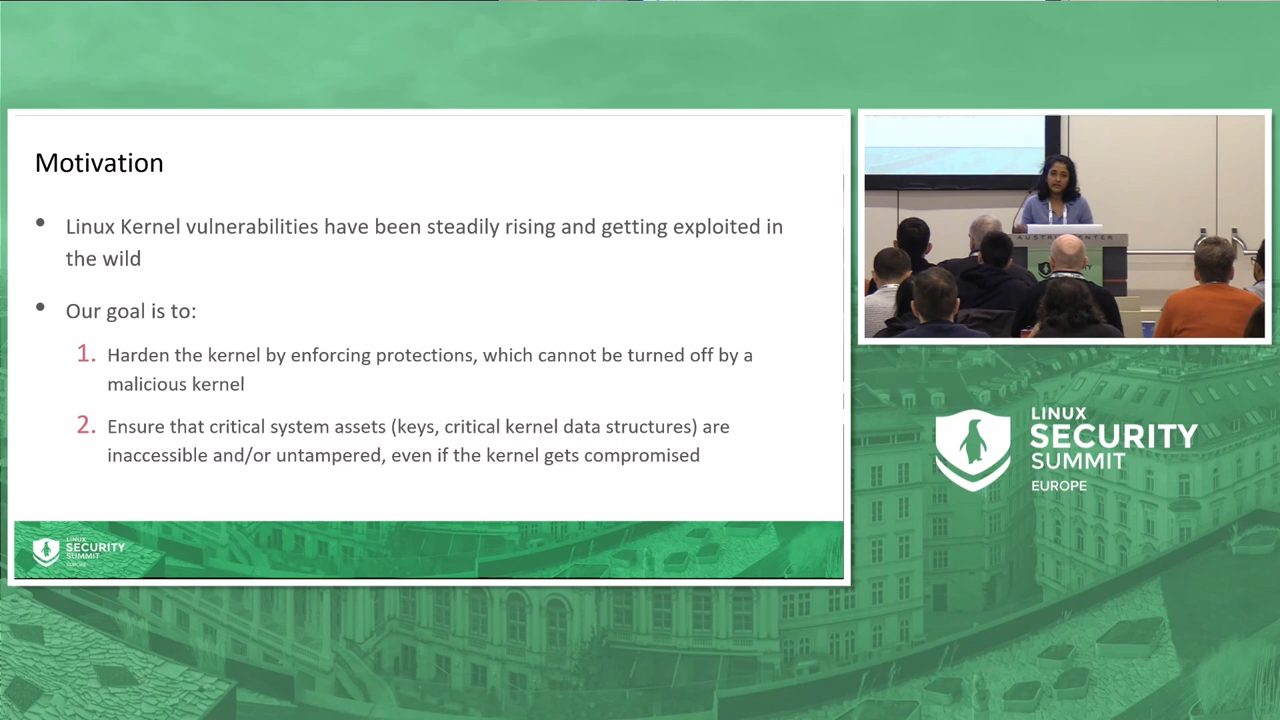 Motivation
• Linux Kernel vulnerabilities have been steadily rising and getting exploited in
the wild
• Our goal is to:
1. Harden the kernel by enforcing protections, which cannot be turned off by a
malicious kernel
2. Ensure that critical system assets (keys, critical kernel data structures) are
inaccessible and/or untampered, even if the kernel gets compromised
LINUX
SECURITY
SUMMIT
EUROPE
LINUX
SECURITY
SUMMIT
EUROPE